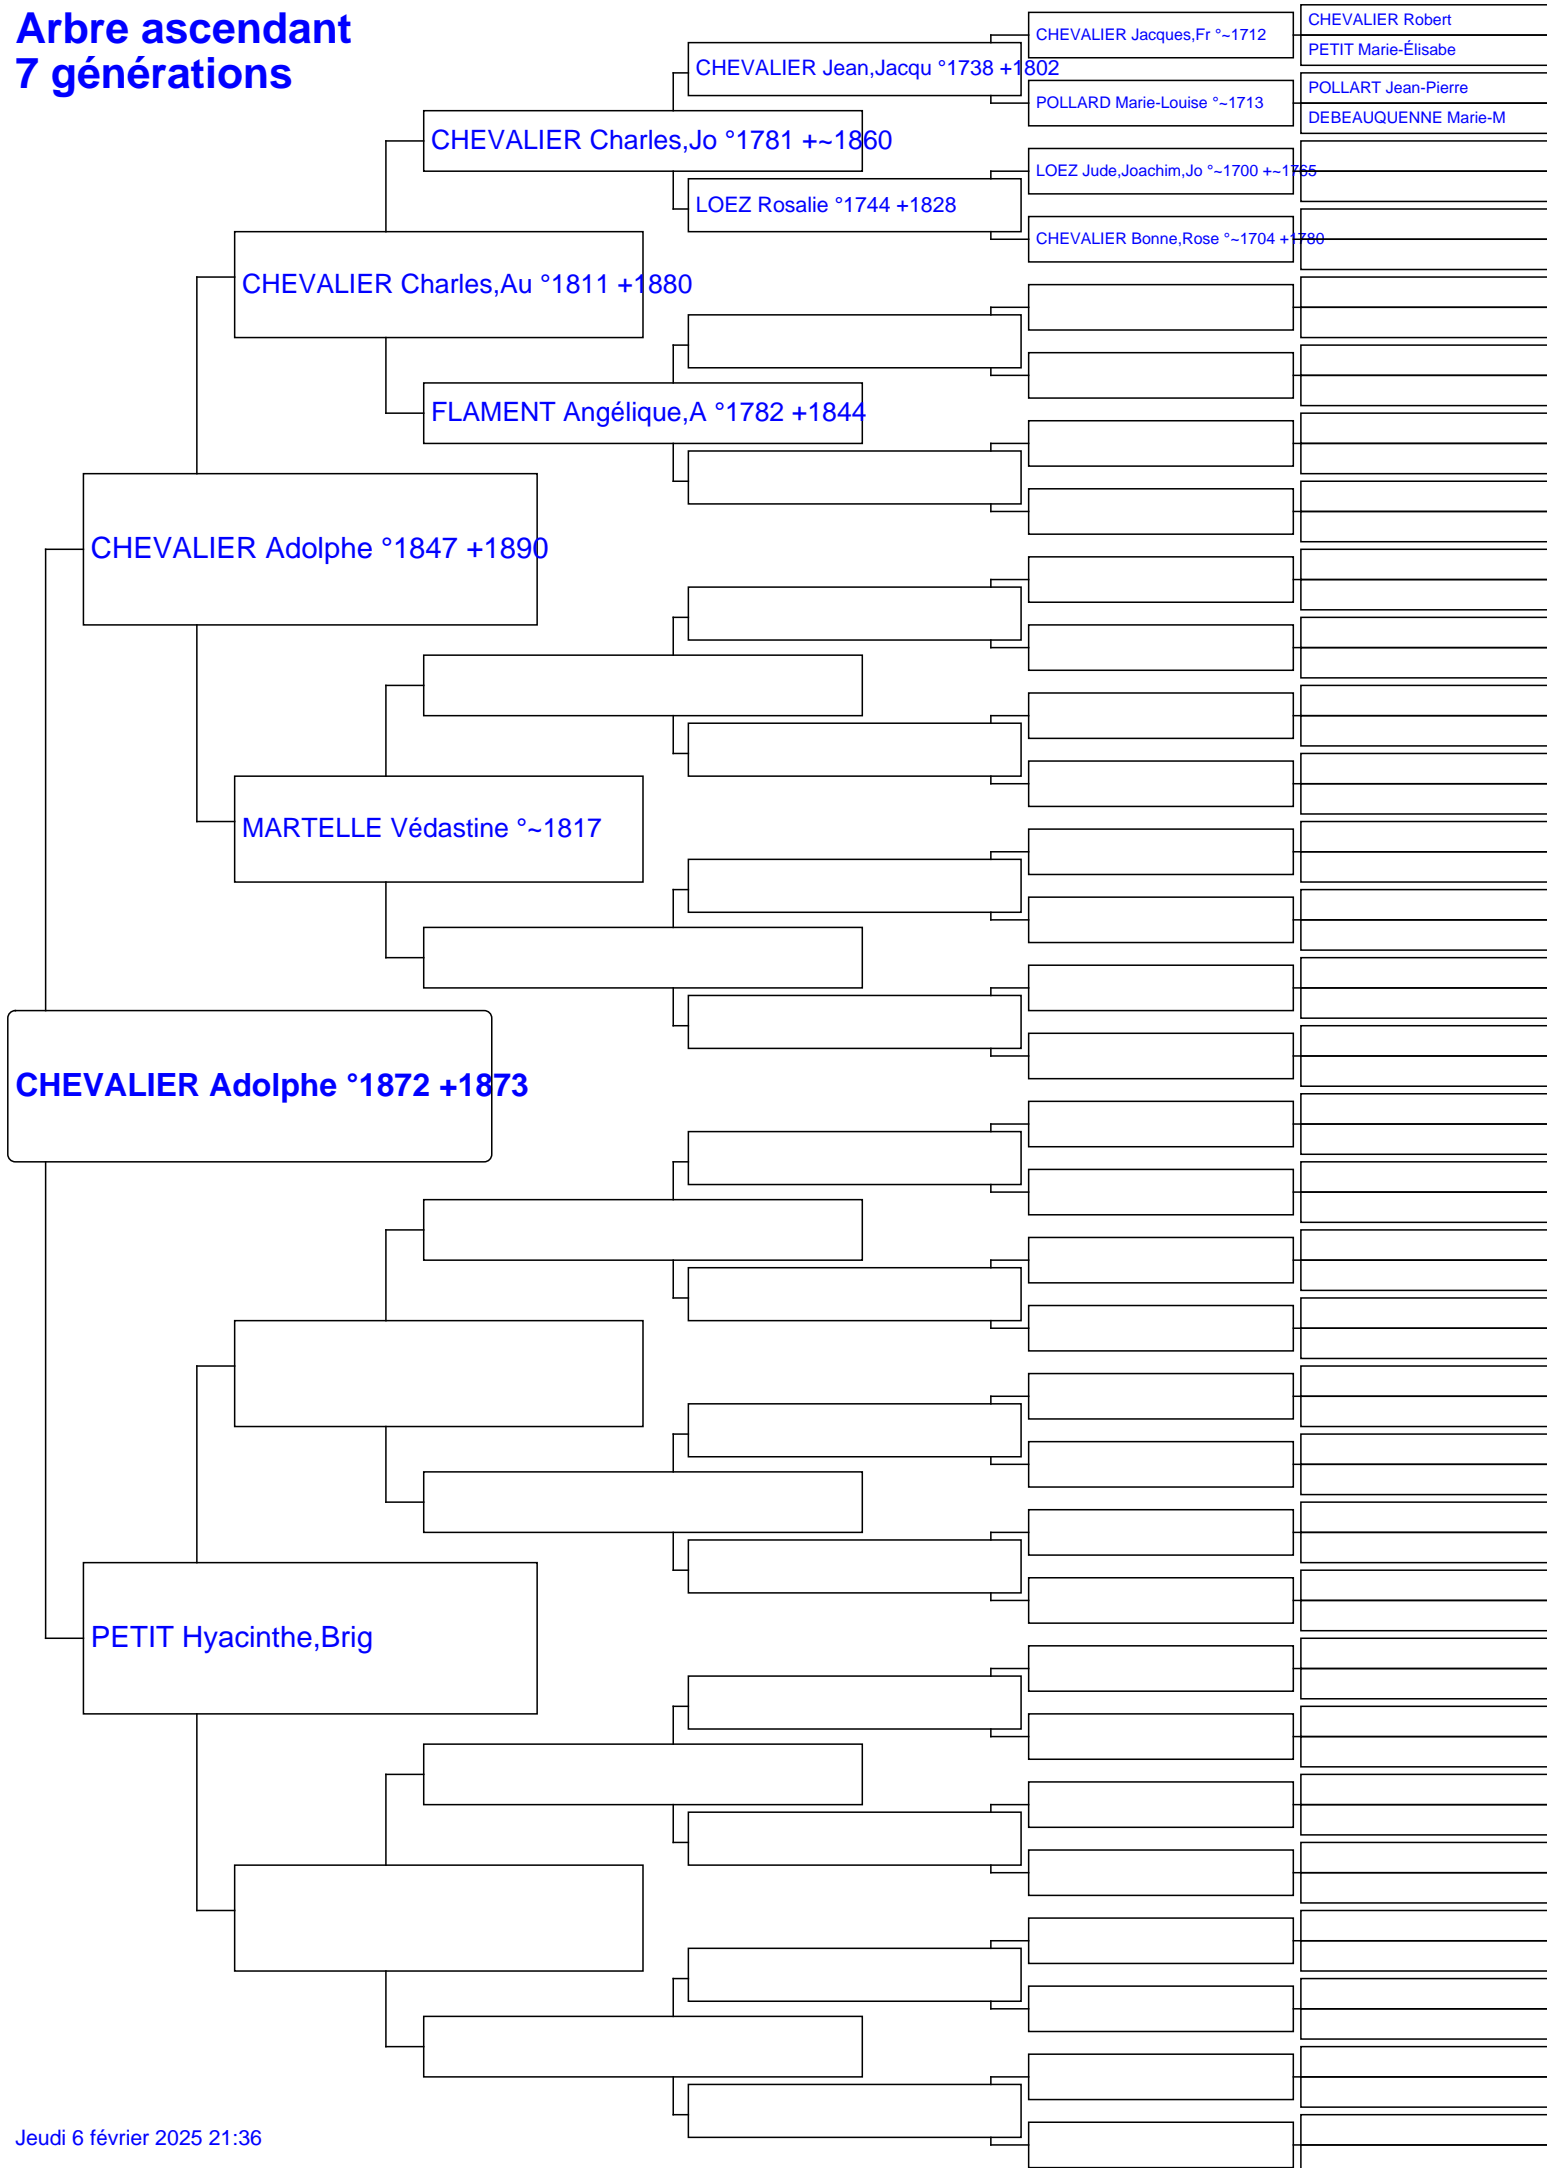 Arbre ascendant
7 générations
CHEVALIER Robert
CHEVALIER Jacques,Fr °~1712
PETIT Marie-Élisabe
CHEVALIER Jean,Jacqu °1738 +1802
POLLART Jean-Pierre
POLLARD Marie-Louise °~1713
DEBEAUQUENNE Marie-M
CHEVALIER Charles,Jo °1781 +~1860
LOEZ Jude,Joachim,Jo °~1700 +~1765
LOEZ Rosalie °1744 +1828
CHEVALIER Bonne,Rose °~1704 +1780
CHEVALIER Charles,Au °1811 +1880
FLAMENT Angélique,A °1782 +1844
CHEVALIER Adolphe °1847 +1890
MARTELLE Védastine °~1817
CHEVALIER Adolphe °1872 +1873
PETIT Hyacinthe,Brig
Jeudi 6 février 2025 21:36